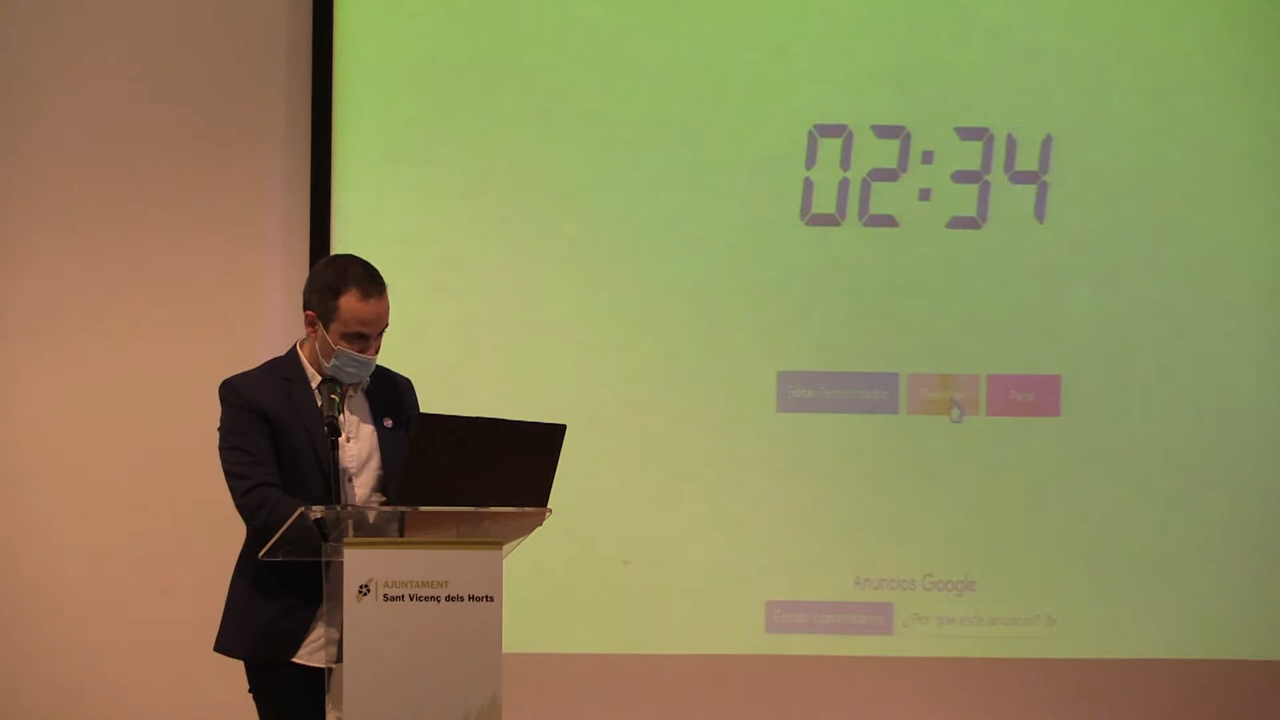 02:34
Editar Temporizador
Parar
Anuncios Google
Enviar comentarios
¿Por qué este anuncio?
AJUNTAMENT
Sant Vicenç dels Horts